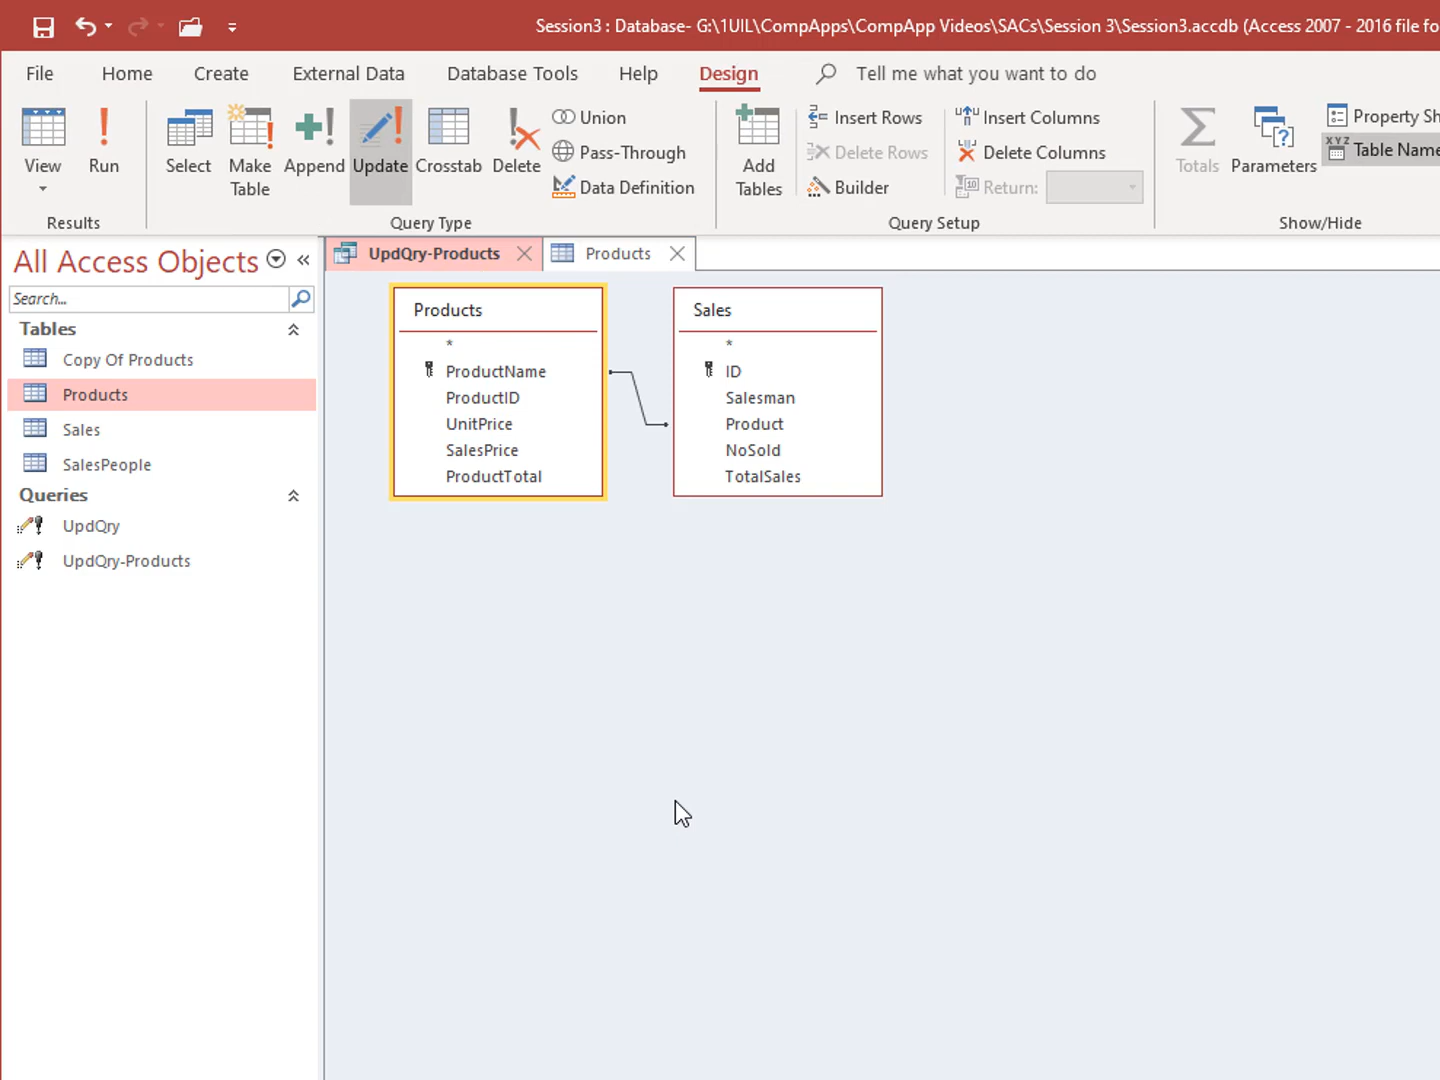 Session3 : Database- G:\1UIL\CompApps\CompApp Videos\SACs\Session 3\Session3.accdb (Access 2007 - 2016 file fo
File Home Create External Data Database Tools Help Design Tell me what you want to do
View
Run
Select
Make
Table
Append
Update
Crosstab
Delete
Union
Pass-Through
Data Definition
Add
Tables
Insert Rows
Delete Rows
Builder
Insert Columns
Delete Columns
Return:
Totals
Parameters
Property Sh
XYZ
Table Name
Results
Query Type
Query Setup
Show/Hide
All Access Objects
Search...
Tables
Copy Of Products
Products
Sales
SalesPeople
Queries
UpdQry
UpdQry-Products
UpdQry-Products
Products
Products
*
ProductName
ProductID
UnitPrice
SalesPrice
ProductTotal
Sales
*
ID
Salesman
Product
NoSold
TotalSales